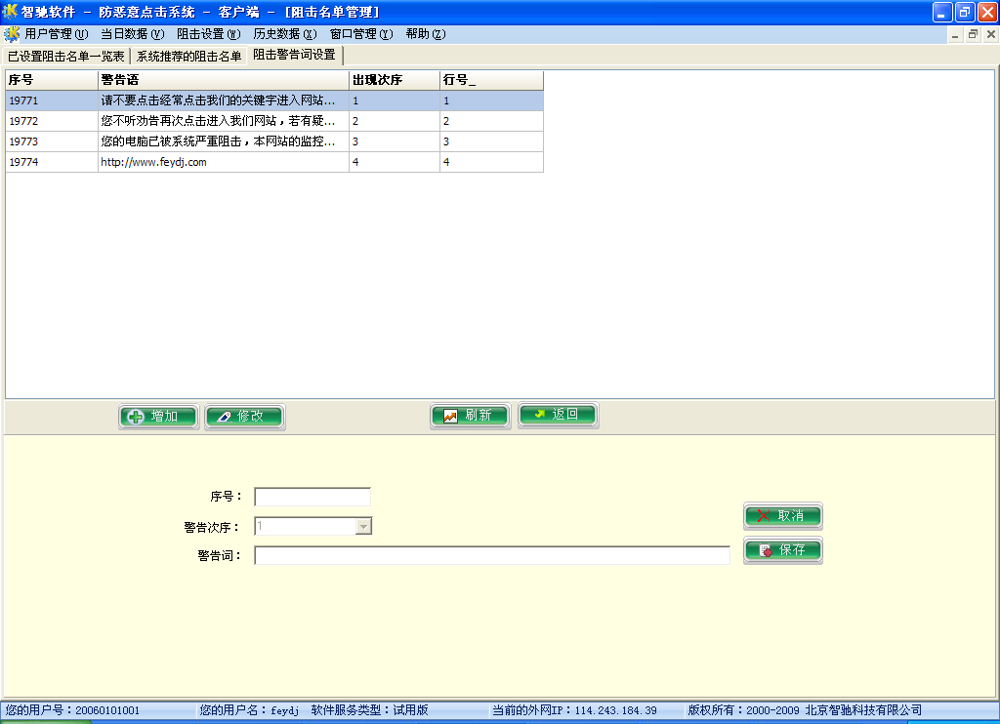 智驰软件 - 防恶意点击系统 - 客户端 - [阻击名单管理]
用户管理(U) 当日数据(V) 阻击设置(W) 历史数据(X) 窗口管理(Y) 帮助(Z)
已设置阻击名单一览表 系统推荐的阻击名单 阻击警告词设置
序号 警告语 出现次序 行号_
19771 请不要点击经常点击我们的关键字进入网站... 1 1
19772 您不听劝告再次点击进入我们网站，若有疑... 2 2
19773 您的电脑已被系统严重阻击，本网站的监控... 3 3
19774 http://www.feydj.com 4 4
增加 修改 刷新 返回
序号：
警告次序： 1
警告词：
取消
保存
您的用户号：20060101001 您的用户名：feydj 软件服务类型：试用版 当前的外网IP：114.243.184.39 版权所有：2000-2009 北京智驰科技有限公司